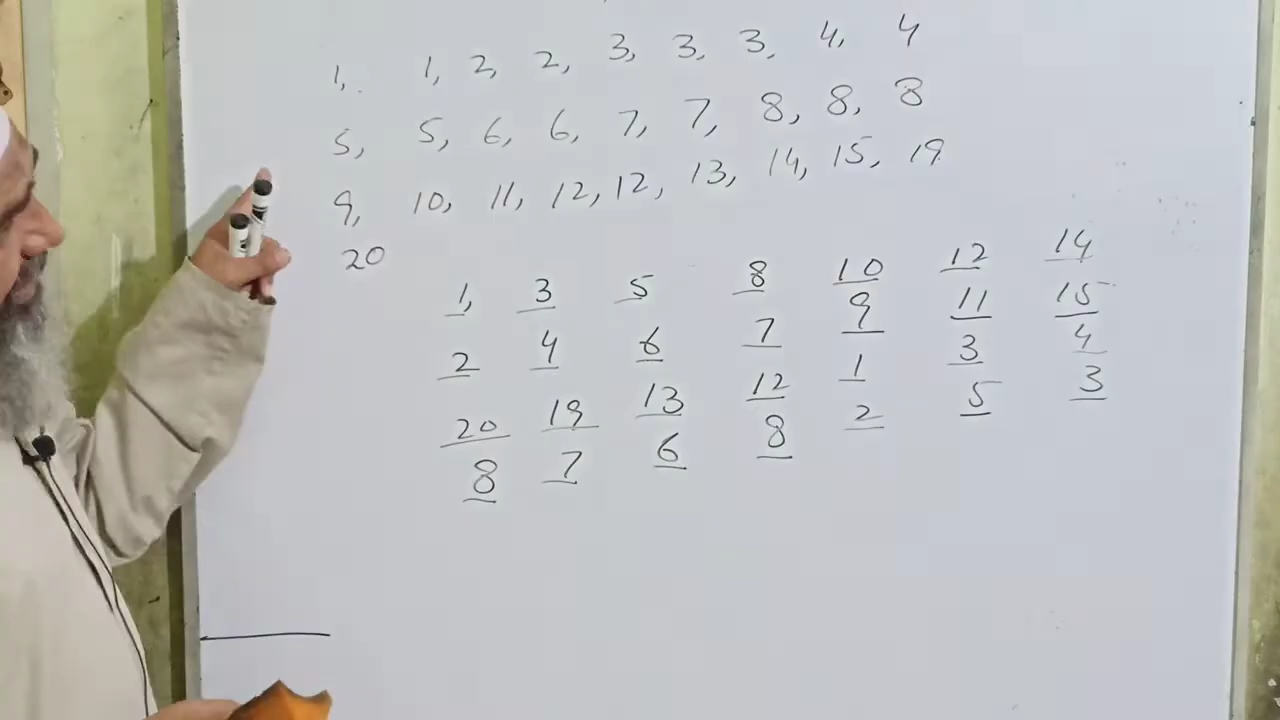 1, 1, 2, 2, 3, 3, 3, 4, 4
5, 5, 6, 6, 7, 7, 8, 8, 8
9, 10, 11, 12, 12, 13, 14, 15, 19
20
1, 3 5 8 10 12 14
2 4 6 7 9 11 15
20 19 13 12 1 3 4
8 7 6 8 2 5 3